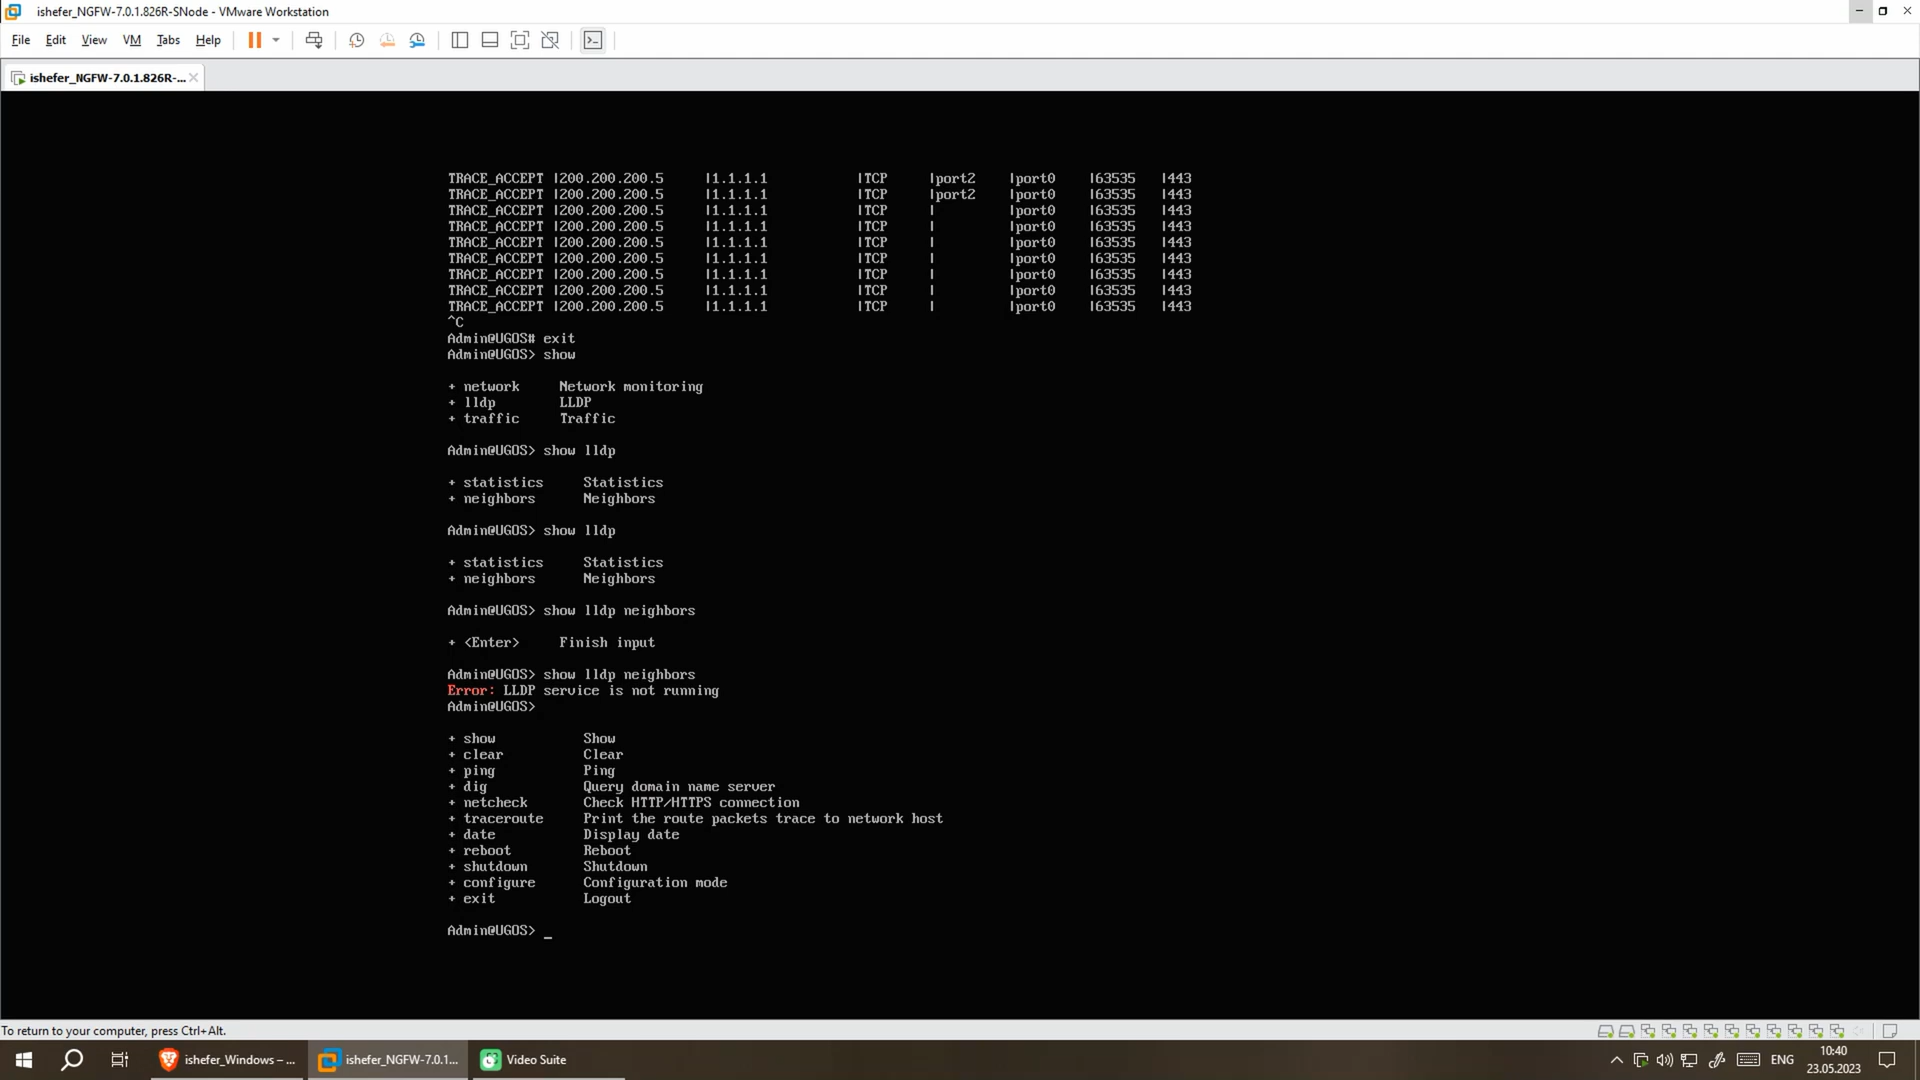 ishefer_NGFW-7.0.1.826R-SNode - VMware Workstation
File Edit View VM Tabs Help
ishefer_NGFW-7.0.1.826R-...
TRACE_ACCEPT |200.200.200.5 |1.1.1.1 |TCP |port2 |port0 |63535 |443
TRACE_ACCEPT |200.200.200.5 |1.1.1.1 |TCP |port2 |port0 |63535 |443
TRACE_ACCEPT |200.200.200.5 |1.1.1.1 |TCP | |port0 |63535 |443
TRACE_ACCEPT |200.200.200.5 |1.1.1.1 |TCP | |port0 |63535 |443
TRACE_ACCEPT |200.200.200.5 |1.1.1.1 |TCP | |port0 |63535 |443
TRACE_ACCEPT |200.200.200.5 |1.1.1.1 |TCP | |port0 |63535 |443
TRACE_ACCEPT |200.200.200.5 |1.1.1.1 |TCP | |port0 |63535 |443
TRACE_ACCEPT |200.200.200.5 |1.1.1.1 |TCP | |port0 |63535 |443
TRACE_ACCEPT |200.200.200.5 |1.1.1.1 |TCP | |port0 |63535 |443
^C
Admin@UGOS# exit
Admin@UGOS> show
+ network Network monitoring
+ lldp LLDP
+ traffic Traffic
Admin@UGOS> show lldp
+ statistics Statistics
+ neighbors Neighbors
Admin@UGOS> show lldp
+ statistics Statistics
+ neighbors Neighbors
Admin@UGOS> show lldp neighbors
+ <Enter> Finish input
Admin@UGOS> show lldp neighbors
Error: LLDP service is not running
Admin@UGOS>
+ show Show
+ clear Clear
+ ping Ping
+ dig Query domain name server
+ netcheck Check HTTP/HTTPS connection
+ traceroute Print the route packets trace to network host
+ date Display date
+ reboot Reboot
+ shutdown Shutdown
+ configure Configuration mode
+ exit Logout
Admin@UGOS> _
To return to your computer, press Ctrl+Alt.
ishefer_Windows – ... ishefer_NGFW-7.0.1... Video Suite ENG 10:40
23.05.2023